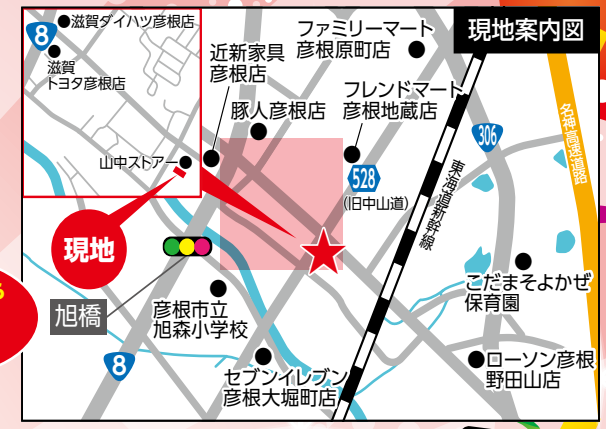 現地案内図
8
滋賀ダイハツ彦根店
滋賀
トヨタ彦根店
山中ストアー
近新家具
彦根店
ファミリーマート
彦根原町店
豚人彦根店
フレンドマート
彦根地蔵店
528
(旧中山道)
306
名神高速道路
東海道新幹線
現地
旭橋
彦根市立
旭森小学校
8
セブンイレブン
彦根大堀町店
こだまそよかぜ
保育園
ローソン彦根
野田山店